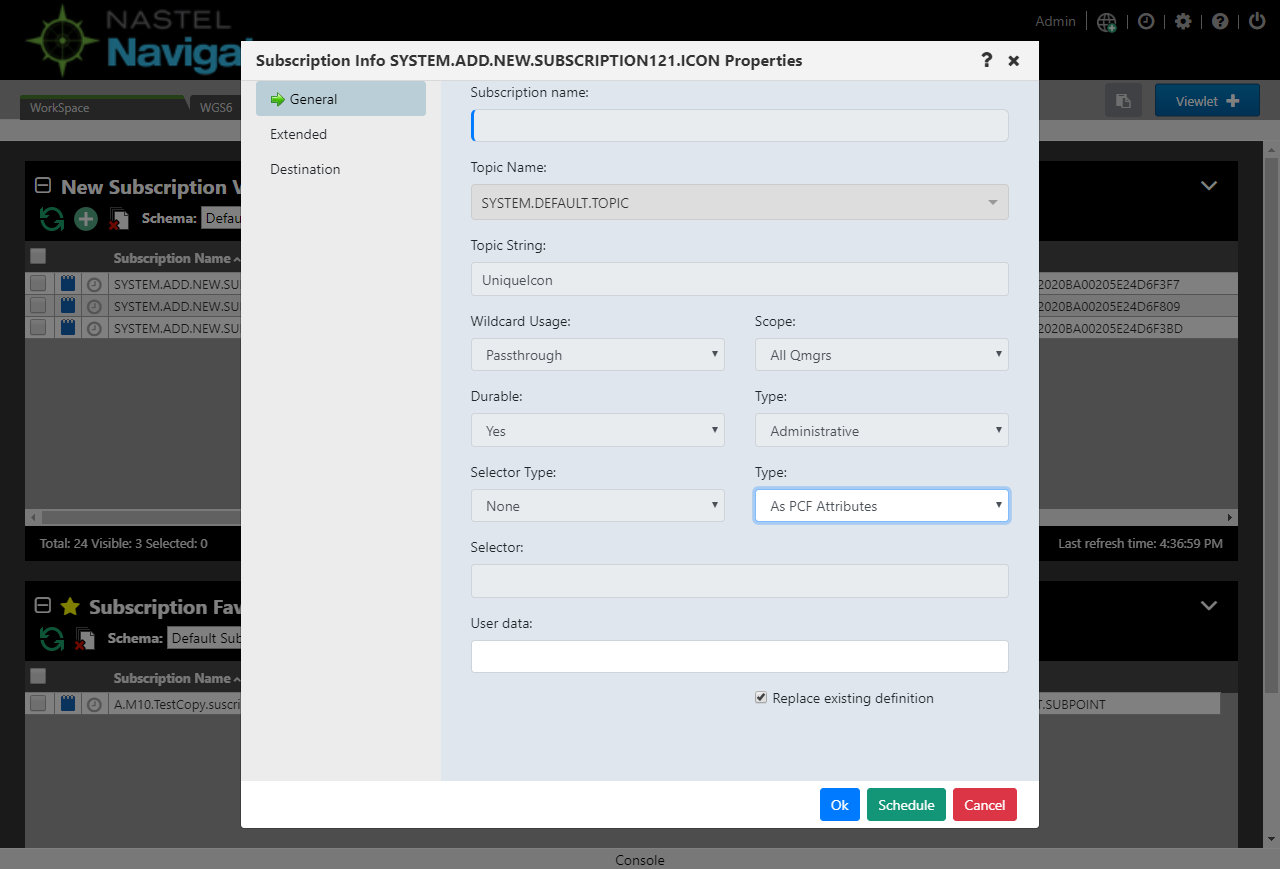 NASTEL
Naviga
Admin
WorkSpace
WGS6
Viewlet
Subscription Info SYSTEM.ADD.NEW.SUBSCRIPTION121.ICON Properties
?
General
Extended
Destination
Subscription name:
Topic Name:
SYSTEM.DEFAULT.TOPIC
Topic String:
UniqueIcon
Wildcard Usage:
Scope:
Passthrough
All Qmgrs
Durable:
Type:
Yes
Administrative
Selector Type:
Type:
None
As PCF Attributes
Selector:
User data:
Replace existing definition
Ok
Schedule
Cancel
New Subscription V
Schema:
Defau
Subscription Name
SYSTEM.ADD.NEW.SU
2020BA00205E24D6F3F7
SYSTEM.ADD.NEW.SU
2020BA00205E24D6F809
SYSTEM.ADD.NEW.SU
2020BA00205E24D6F3BD
Total: 24 Visible: 3 Selected: 0
Last refresh time: 4:36:59 PM
Subscription Fav
Schema:
Default Sub
Subscription Name
A.M10.TestCopy.suscri
T.SUBPOINT
Console